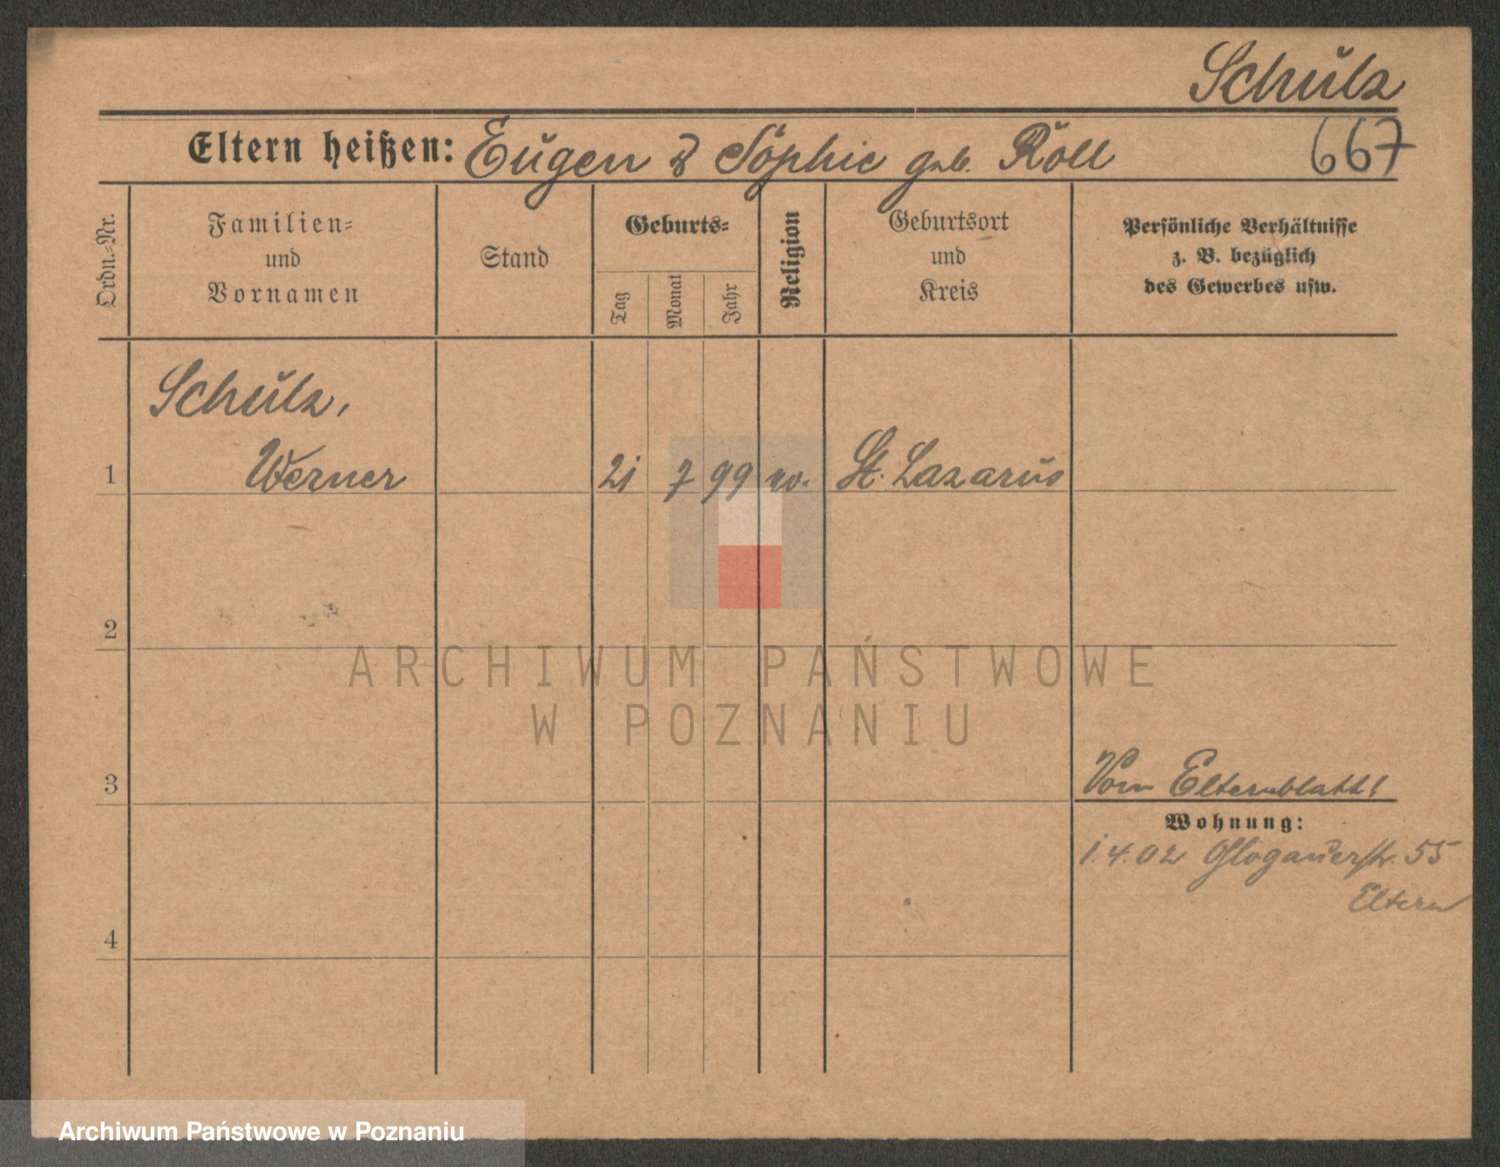 Schulz
Eltern heißen: Eugen & Sophie geb. Roll
667
Ordn.-Nr.
Familien=
und
Vornamen
Stand
Geburts=
Tag
Monat
Jahr
Religion
Geburtsort
und
Kreis
Persönliche Verhältnisse
z. B. bezüglich
des Gewerbes usw.
Schulz,
1 Werner 21 7 99 ev. St. Lazarus
2
ARCHIWUM PAŃSTWOWE
W POZNANIU
3
Vom Elternblatt!
Wohnung:
1.4.02 Glogauerstr. 55
Eltern
4
Archiwum Państwowe w Poznaniu